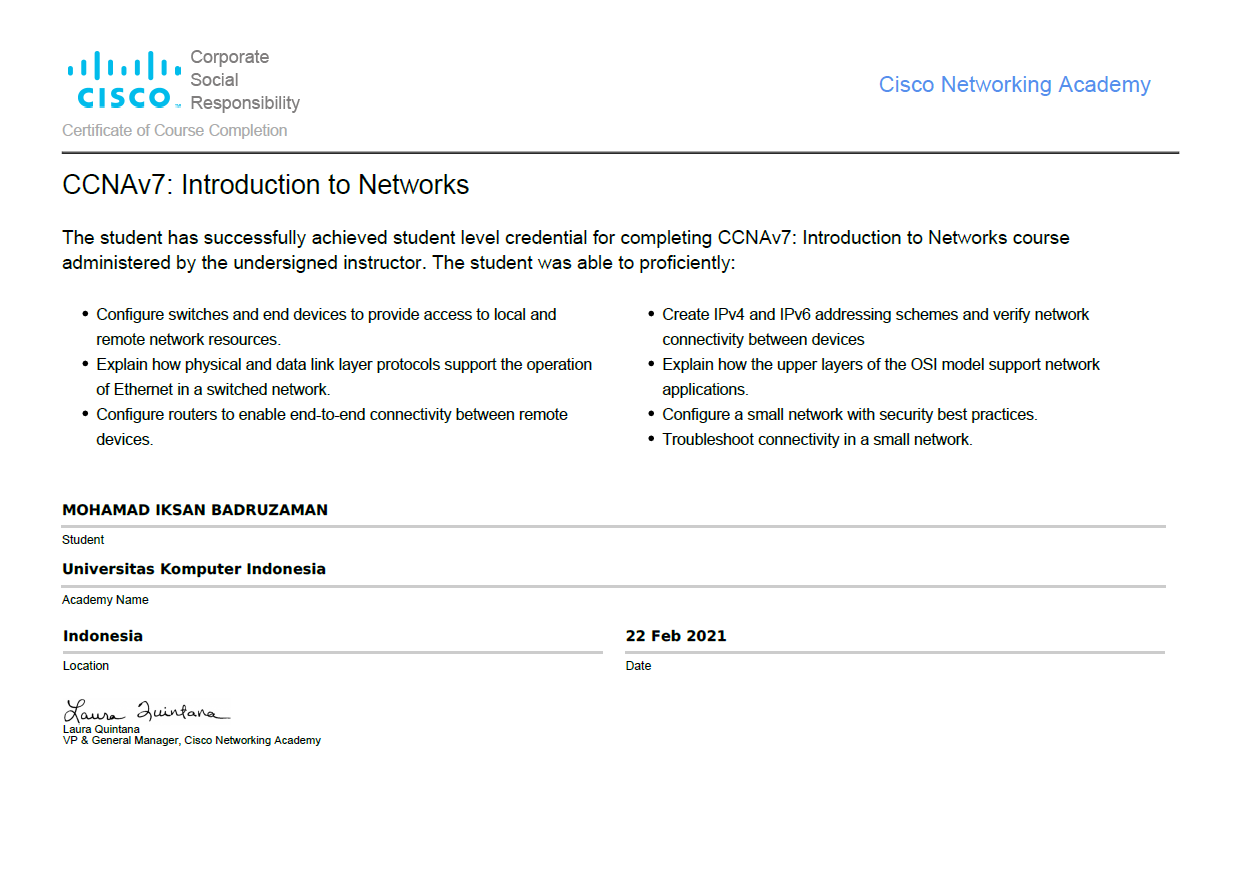 Corporate
Social
Responsibility
CISCO™
Cisco Networking Academy
Certificate of Course Completion
CCNAv7: Introduction to Networks
The student has successfully achieved student level credential for completing CCNAv7: Introduction to Networks course
administered by the undersigned instructor. The student was able to proficiently:
• Configure switches and end devices to provide access to local and
remote network resources.
• Explain how physical and data link layer protocols support the operation
of Ethernet in a switched network.
• Configure routers to enable end-to-end connectivity between remote
devices.
• Create IPv4 and IPv6 addressing schemes and verify network
connectivity between devices
• Explain how the upper layers of the OSI model support network
applications.
• Configure a small network with security best practices.
• Troubleshoot connectivity in a small network.
MOHAMAD IKSAN BADRUZAMAN
Student
Universitas Komputer Indonesia
Academy Name
Indonesia
Location
22 Feb 2021
Date
Laura Quintana
Laura Quintana
VP & General Manager, Cisco Networking Academy